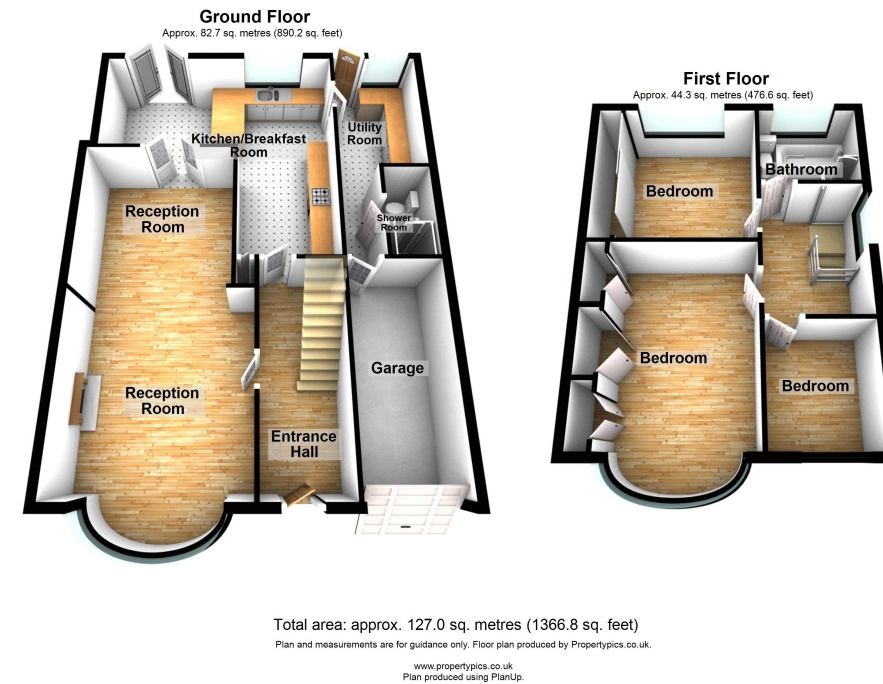 Ground Floor
Approx. 82.7 sq. metres (890.2 sq. feet)
Kitchen/Breakfast
Room
Utility
Room
Shower
Room
Reception
Room
Reception
Room
Garage
Entrance
Hall
First Floor
Approx. 44.3 sq. metres (476.6 sq. feet)
Bedroom
Bathroom
Bedroom
Bedroom
Total area: approx. 127.0 sq. metres (1366.8 sq. feet)
Plan and measurements are for guidance only. Floor plan produced by Propertypics.co.uk.
www.propertypics.co.uk
Plan produced using PlanUp.